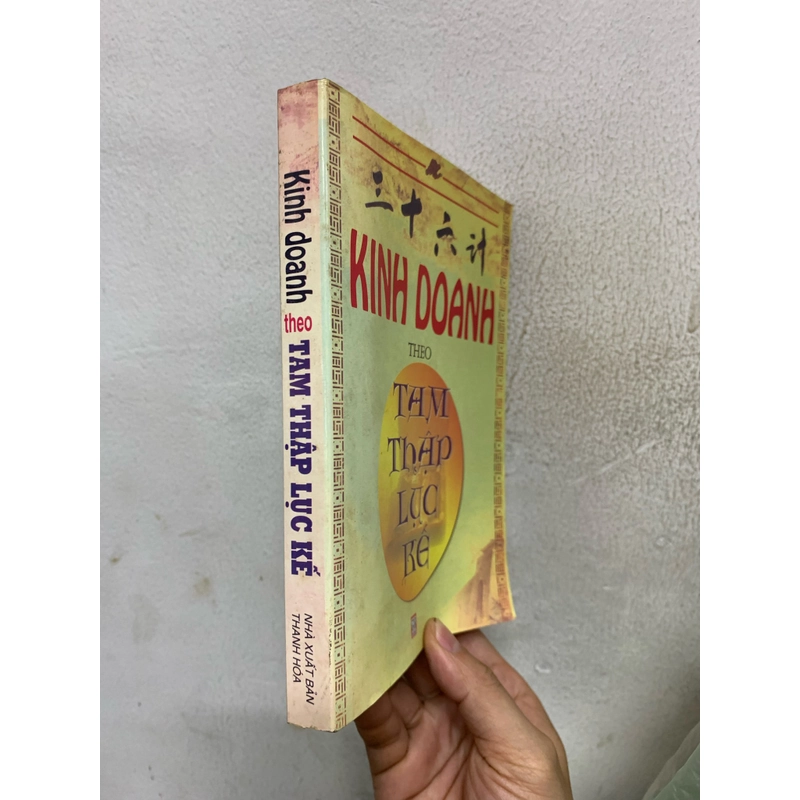 Kinh doanh theo TAM THẬP LỤC KẾ
NHÀ XUẤT BẢN
THANH HÓA
三十六计
KINH DOANH
THEO
TAM
THẬP
LỤC
KẾ